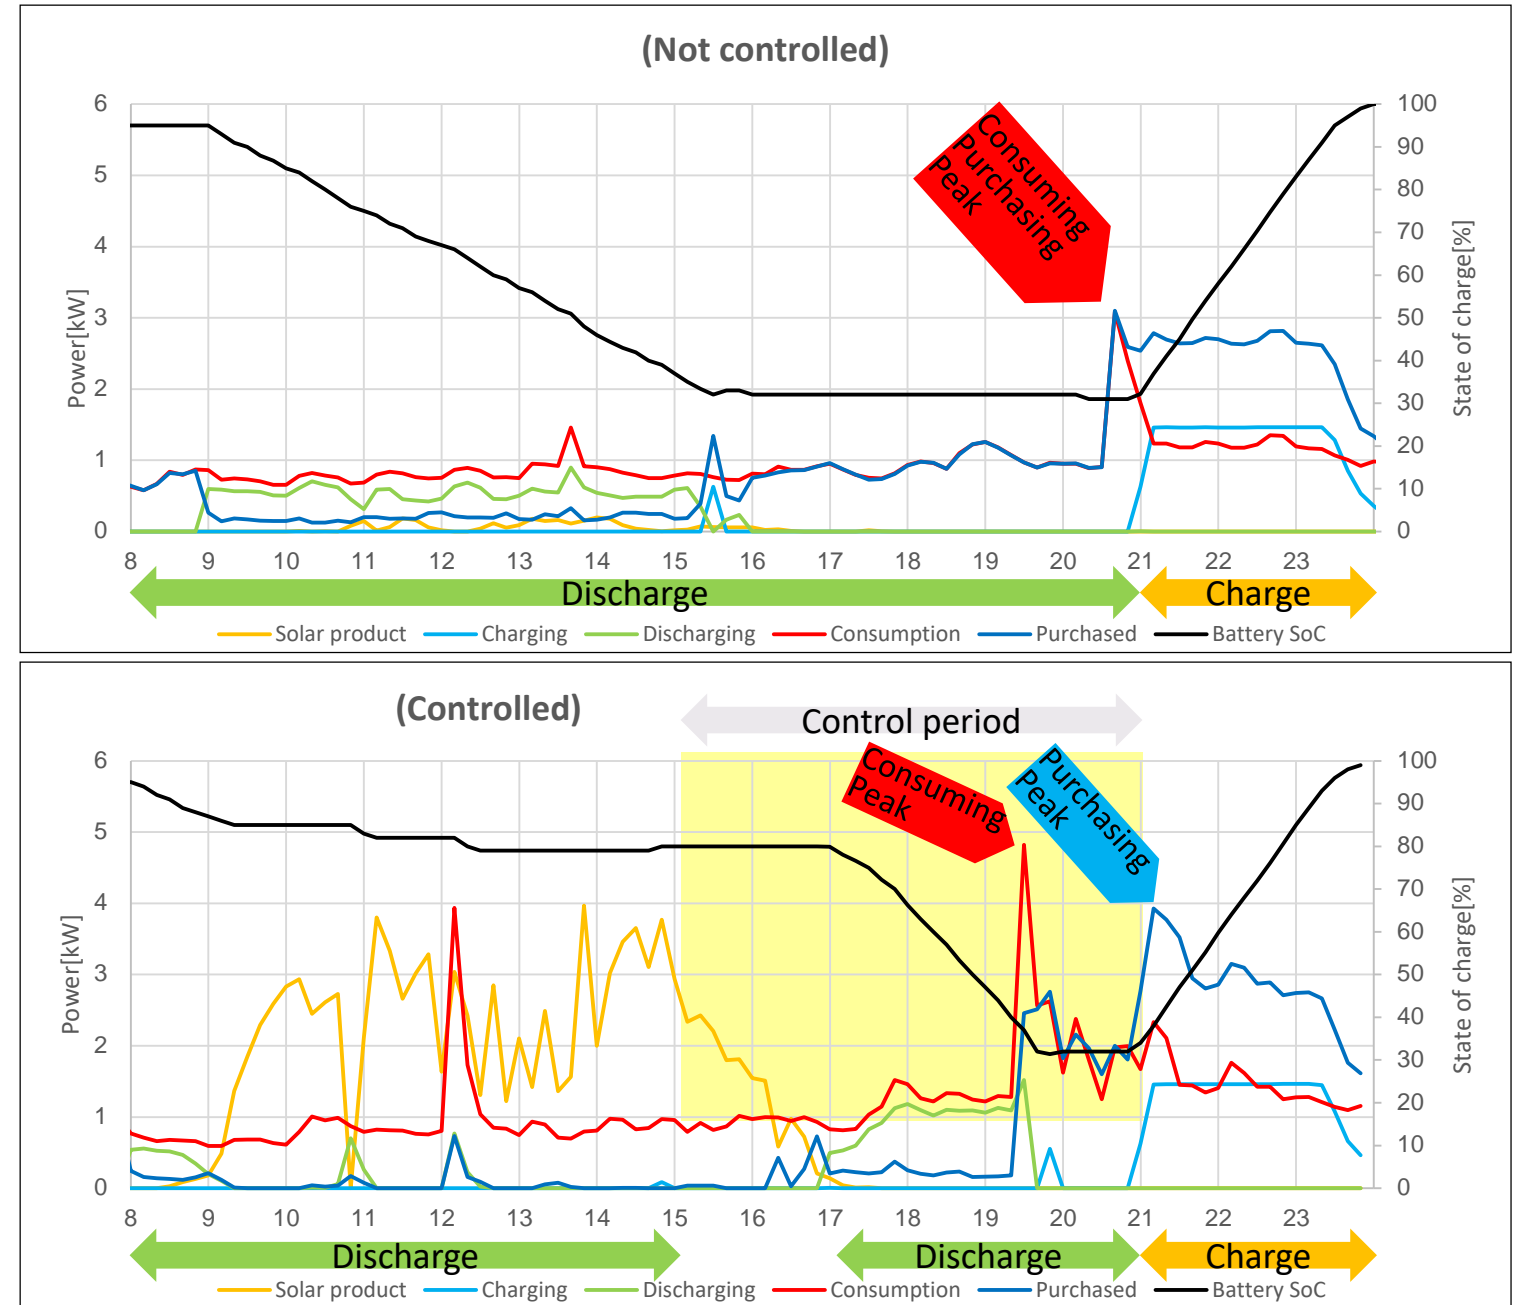 (Not controlled)
Consuming
Purchasing
Peak
6
5
4
3
2
1
0
Power[kW]
100
90
80
70
60
50
40
30
20
10
0
State of charge[%]
8 9 10 11 12 13 14 15 16 17 18 19 20 21 22 23
Discharge Charge
Solar product Charging Discharging Consumption Purchased Battery SoC
(Controlled)
Control period
Consuming
Peak
Purchasing
Peak
6
5
4
3
2
1
0
Power[kW]
100
90
80
70
60
50
40
30
20
10
0
State of charge[%]
8 9 10 11 12 13 14 15 16 17 18 19 20 21 22 23
Discharge Discharge Charge
Solar product Charging Discharging Consumption Purchased Battery SoC